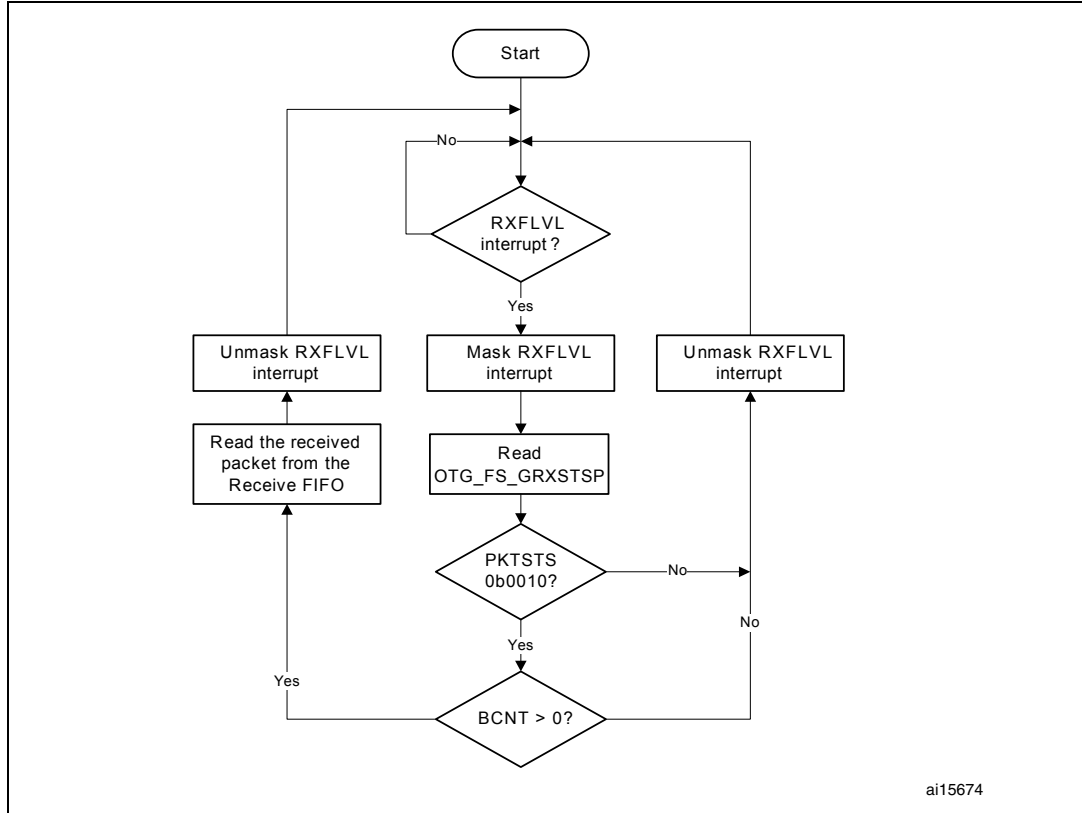 Start
No
RXFLVL
interrupt ?
Yes
Unmask RXFLVL
interrupt
Mask RXFLVL
interrupt
Unmask RXFLVL
interrupt
Read the received
packet from the
Receive FIFO
Read
OTG_FS_GRXSTSP
PKTSTS
0b0010?
No
No
Yes
Yes
BCNT > 0?
ai15674